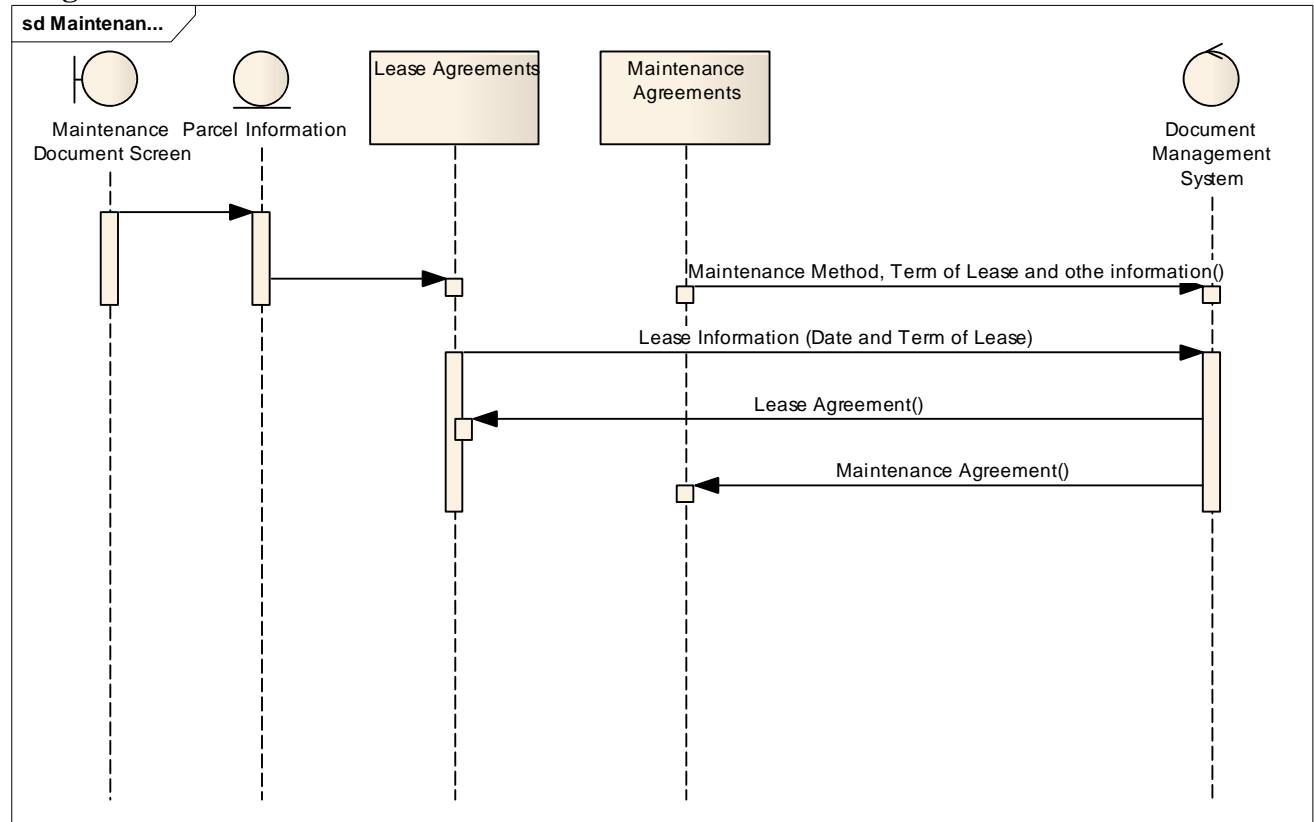 sd Maintenan...
Lease Agreements
Maintenance
Agreements
Maintenance
Document Screen
Parcel Information
Document
Management
System
Maintenance Method, Term of Lease and othe information()
Lease Information (Date and Term of Lease)
Lease Agreement()
Maintenance Agreement()